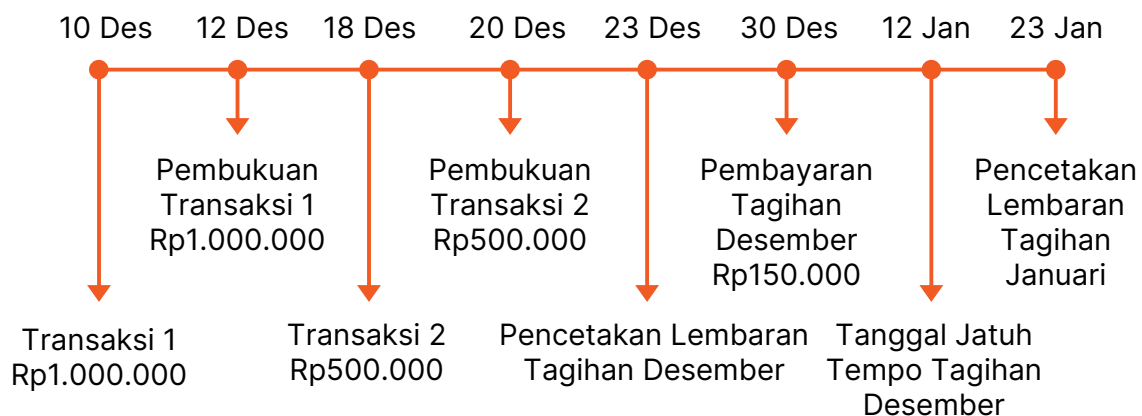 10 Des
12 Des
18 Des
20 Des
23 Des
30 Des
12 Jan
23 Jan
Pembukuan
Transaksi 1
Rp1.000.000
Pembukuan
Transaksi 2
Rp500.000
Pembayaran
Tagihan
Desember
Rp150.000
Pencetakan
Lembaran
Tagihan
Januari
Transaksi 1
Rp1.000.000
Transaksi 2
Rp500.000
Pencetakan Lembaran
Tagihan Desember
Tanggal Jatuh
Tempo Tagihan
Desember